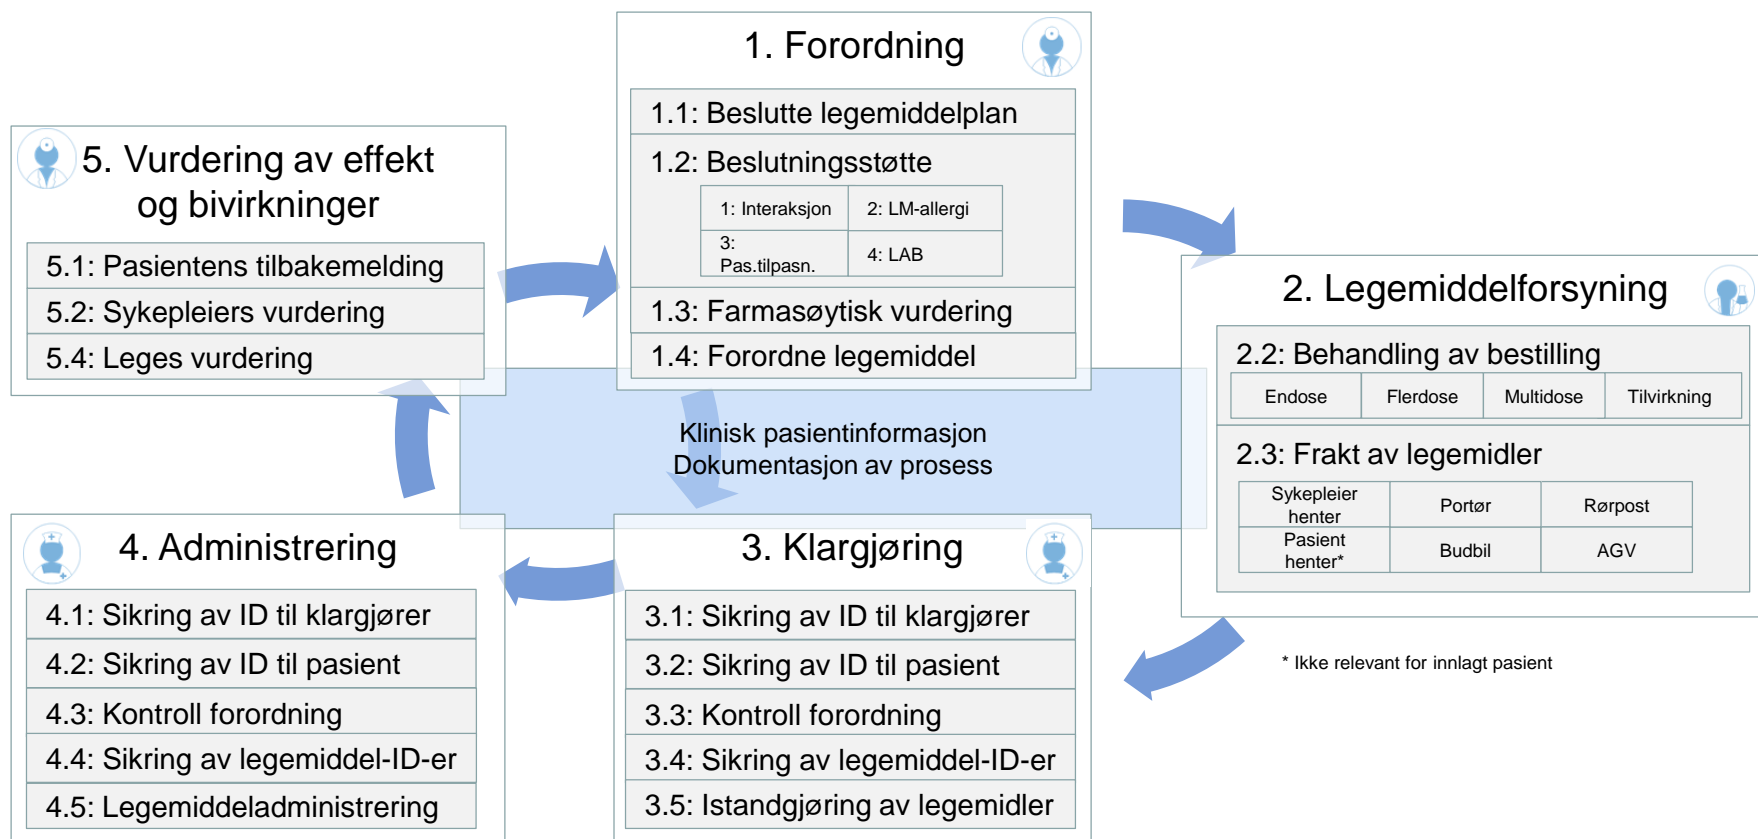 1. Forordning
1.1: Beslutte legemiddelplan
1.2: Beslutningsstøtte
1: Interaksjon
2: LM-allergi
3:
Pas.tilpasn.
4: LAB
1.3: Farmasøytisk vurdering
1.4: Forordne legemiddel
2. Legemiddelforsyning
2.2: Behandling av bestilling
Endose
Flerdose
Multidose
Tilvirkning
2.3: Frakt av legemidler
Sykepleier
henter
Portør
Rørpost
Pasient
henter*
Budbil
AGV
* Ikke relevant for innlagt pasient
3. Klargjøring
3.1: Sikring av ID til klargjører
3.2: Sikring av ID til pasient
3.3: Kontroll forordning
3.4: Sikring av legemiddel-ID-er
3.5: Istandgjøring av legemidler
4. Administrering
4.1: Sikring av ID til klargjører
4.2: Sikring av ID til pasient
4.3: Kontroll forordning
4.4: Sikring av legemiddel-ID-er
4.5: Legemiddeladministrering
5. Vurdering av effekt
og bivirkninger
5.1: Pasientens tilbakemelding
5.2: Sykepleiers vurdering
5.4: Leges vurdering
Klinisk pasientinformasjon
Dokumentasjon av prosess